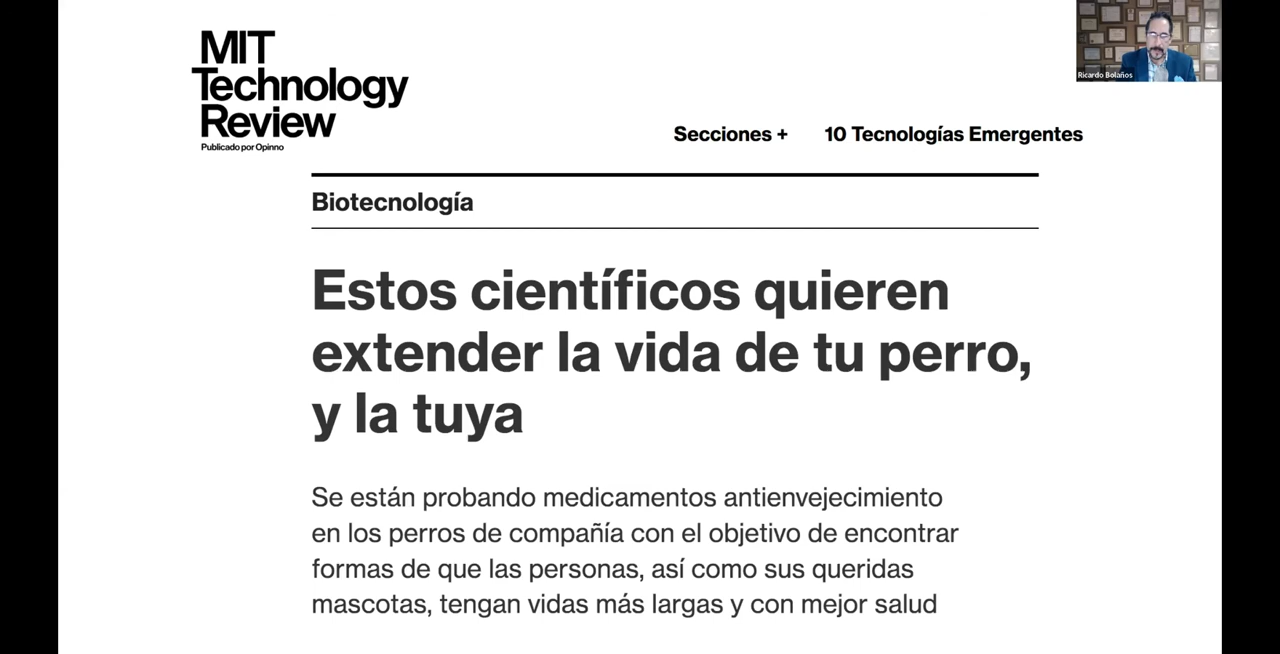 MIT
Technology
Review
Publicado por Opinno
Ricardo Bolaños
Secciones +
10 Tecnologías Emergentes
Biotecnología
Estos científicos quieren
extender la vida de tu perro,
y la tuya
Se están probando medicamentos antienvejecimiento
en los perros de compañía con el objetivo de encontrar
formas de que las personas, así como sus queridas
mascotas, tengan vidas más largas y con mejor salud